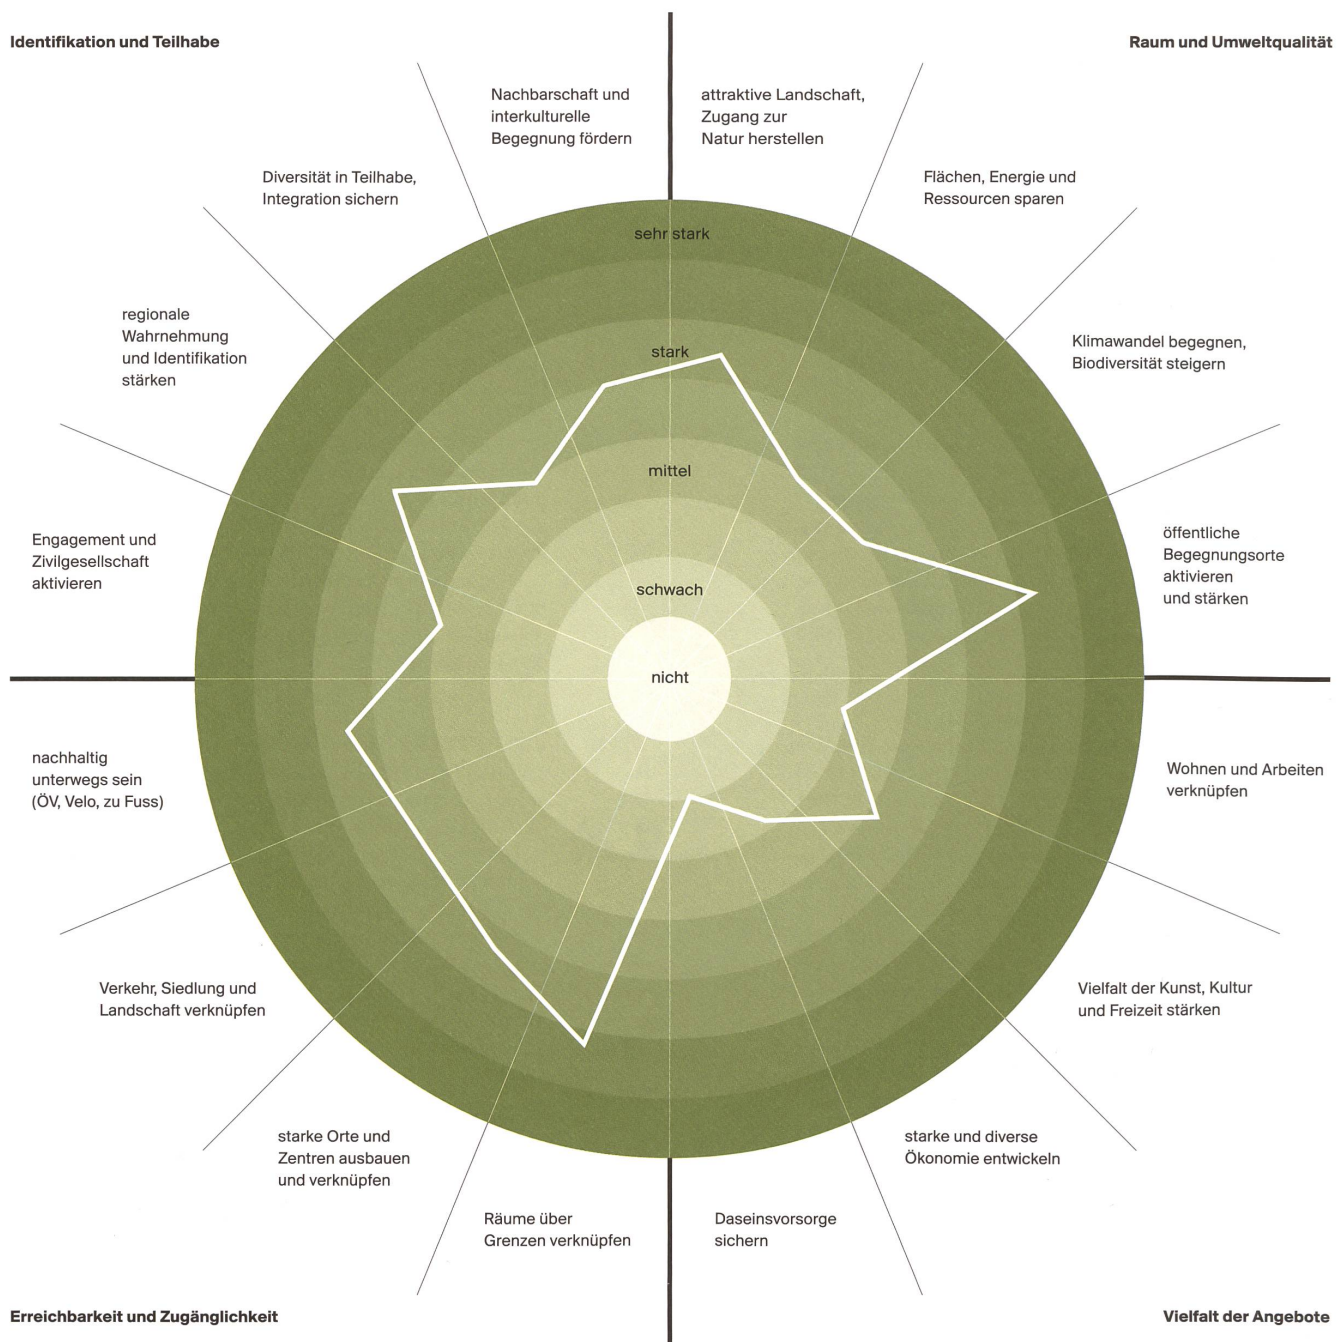 Identifikation und Teilhabe
Raum und Umweltqualität
Nachbarschaft und
interkulturelle
Begegnung fördern
attraktive Landschaft,
Zugang zur
Natur herstellen
Diversität in Teilhabe,
Integration sichern
Flächen, Energie und
Ressourcen sparen
sehr stark
regionale
Wahrnehmung
und Identifikation
stärken
Klimawandel begegnen,
Biodiversität steigern
stark
mittel
Engagement und
Zivilgesellschaft
aktivieren
öffentliche
Begegnungsorte
aktivieren
und stärken
schwach
nicht
nachhaltig
unterwegs sein
(ÖV, Velo, zu Fuss)
Wohnen und Arbeiten
verknüpfen
Verkehr, Siedlung und
Landschaft verknüpfen
Vielfalt der Kunst, Kultur
und Freizeit stärken
starke Orte und
Zentren ausbauen
und verknüpfen
starke und diverse
Ökonomie entwickeln
Räume über
Grenzen verknüpfen
Daseinsvorsorge
sichern
Erreichbarkeit und Zugänglichkeit
Vielfalt der Angebote